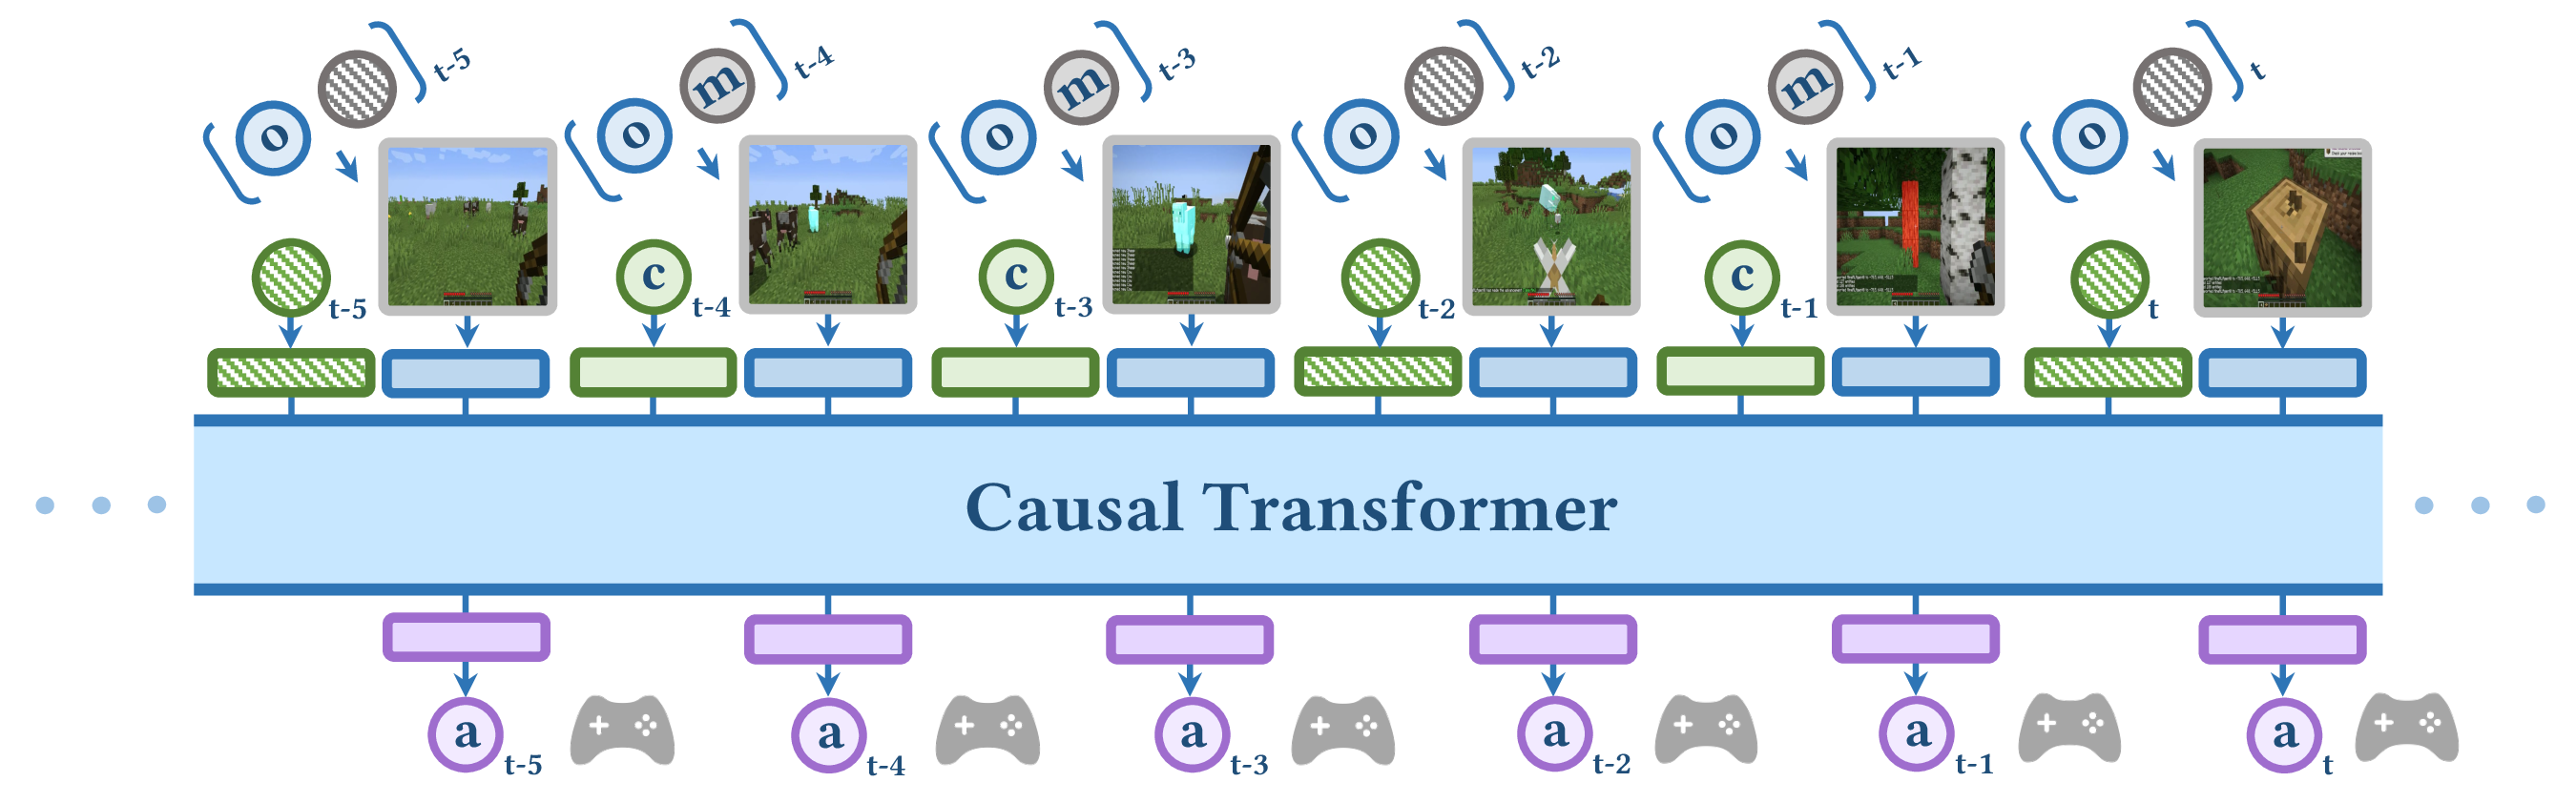 o t-5 o m t-4 o m t-3 o t-2 o m t-1 o t
t-5 c t-4 c t-3 t-2 c t-1 t
Causal Transformer
a t-5 a t-4 a t-3 a t-2 a t-1 a t